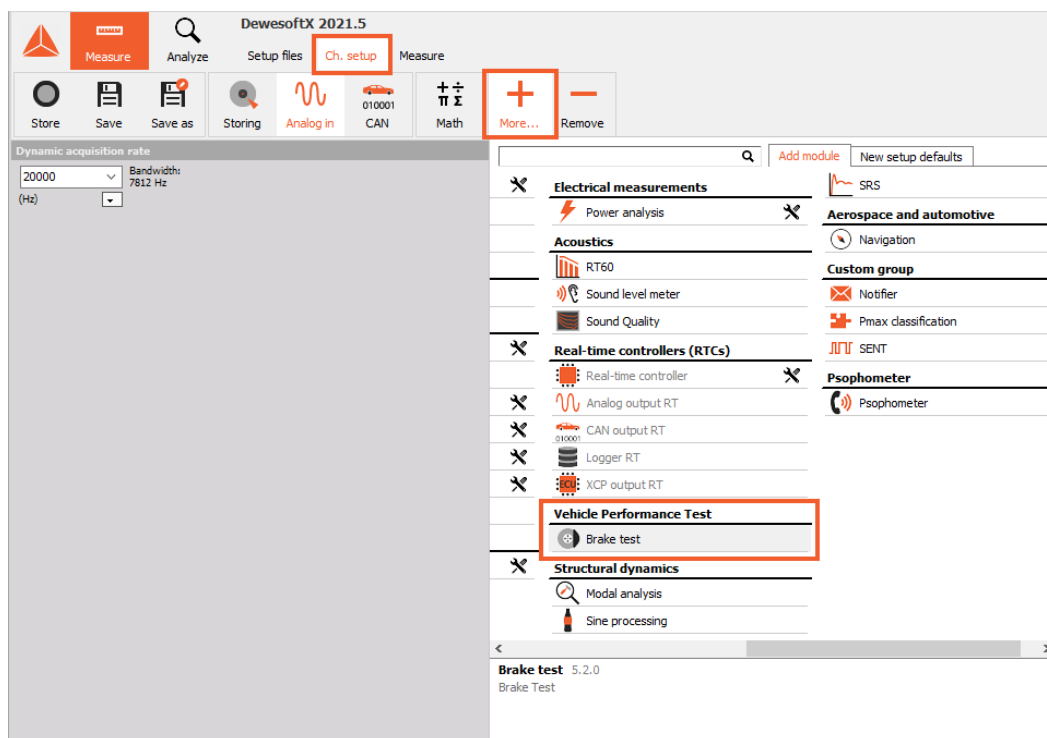 DewesoftX 2021.5
Measure
Analyze
Setup files
Ch. setup
Measure
Store
Save
Save as
Storing
Analog in
010001
CAN
Math
More...
Remove
Dynamic acquisition rate
20000
Bandwidth:
7812 Hz
(Hz)
Add module
New setup defaults
Electrical measurements
Power analysis
Acoustics
RT60
Sound level meter
Sound Quality
Real-time controllers (RTCs)
Real-time controller
Analog output RT
010001
CAN output RT
Logger RT
ECU
XCP output RT
Vehicle Performance Test
Brake test
Structural dynamics
Modal analysis
Sine processing
SRS
Aerospace and automotive
Navigation
Custom group
Notifier
Pmax classification
SENT
Psophometer
Psophometer
Brake test 5.2.0
Brake Test